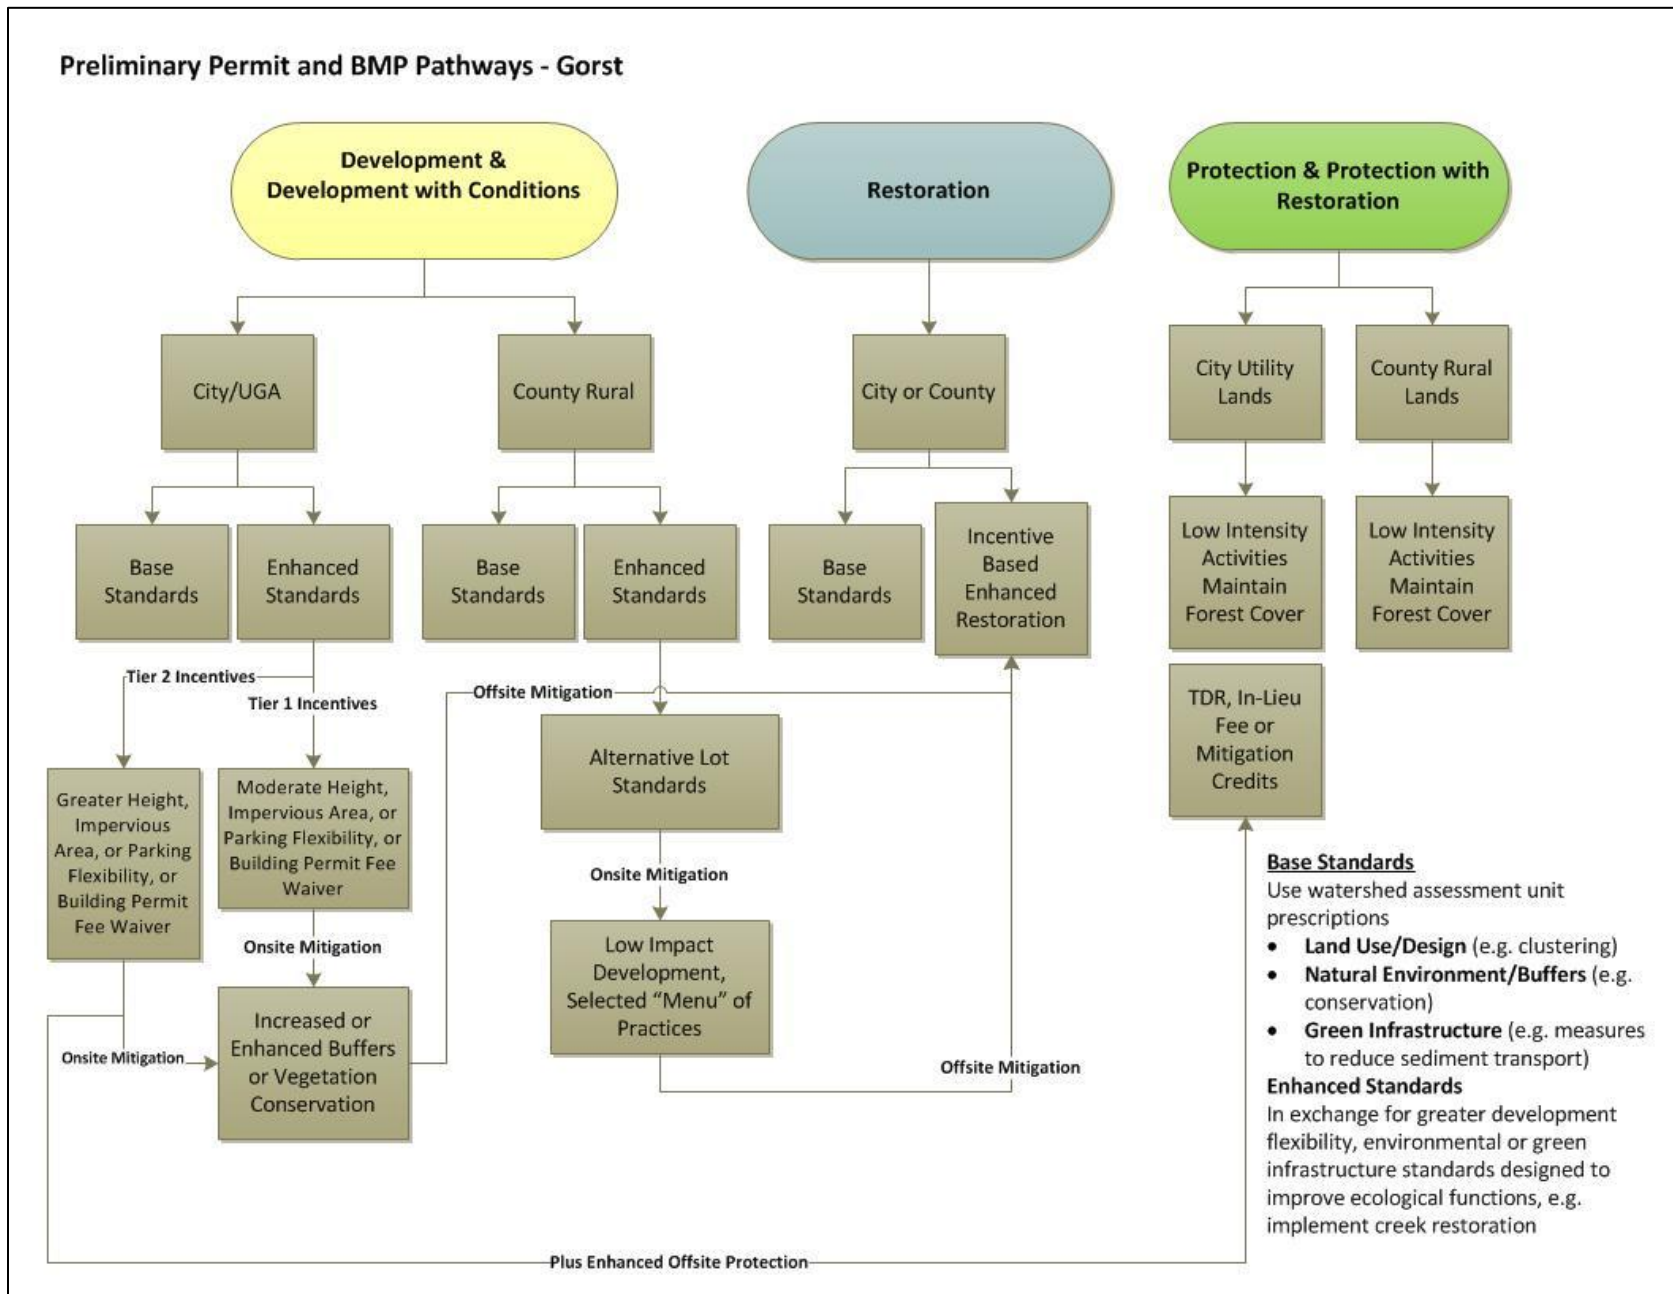 Preliminary Permit and BMP Pathways - Gorst
Development &
Development with Conditions
Restoration
Protection & Protection with
Restoration
City/UGA
County Rural
City or County
City Utility
Lands
County Rural
Lands
Base
Standards
Enhanced
Standards
Base
Standards
Enhanced
Standards
Base
Standards
Incentive
Based
Enhanced
Restoration
Low Intensity
Activities
Maintain
Forest Cover
Low Intensity
Activities
Maintain
Forest Cover
Tier 2 Incentives
Tier 1 Incentives
Offsite Mitigation
TDR, In-Lieu
Fee or
Mitigation
Credits
Greater Height,
Impervious
Area, or Parking
Flexibility, or
Building Permit
Fee Waiver
Moderate Height,
Impervious Area, or
Parking Flexibility, or
Building Permit Fee
Waiver
Alternative Lot
Standards
Onsite Mitigation
Onsite Mitigation
Low Impact
Development,
Selected “Menu” of
Practices
Increased or
Enhanced Buffers
or Vegetation
Conservation
Onsite Mitigation
Offsite Mitigation
Base Standards
Use watershed assessment unit
prescriptions
• Land Use/Design (e.g. clustering)
• Natural Environment/Buffers (e.g.
conservation)
• Green Infrastructure (e.g. measures
to reduce sediment transport)
Enhanced Standards
In exchange for greater development
flexibility, environmental or green
infrastructure standards designed to
improve ecological functions, e.g.
implement creek restoration
Plus Enhanced Offsite Protection